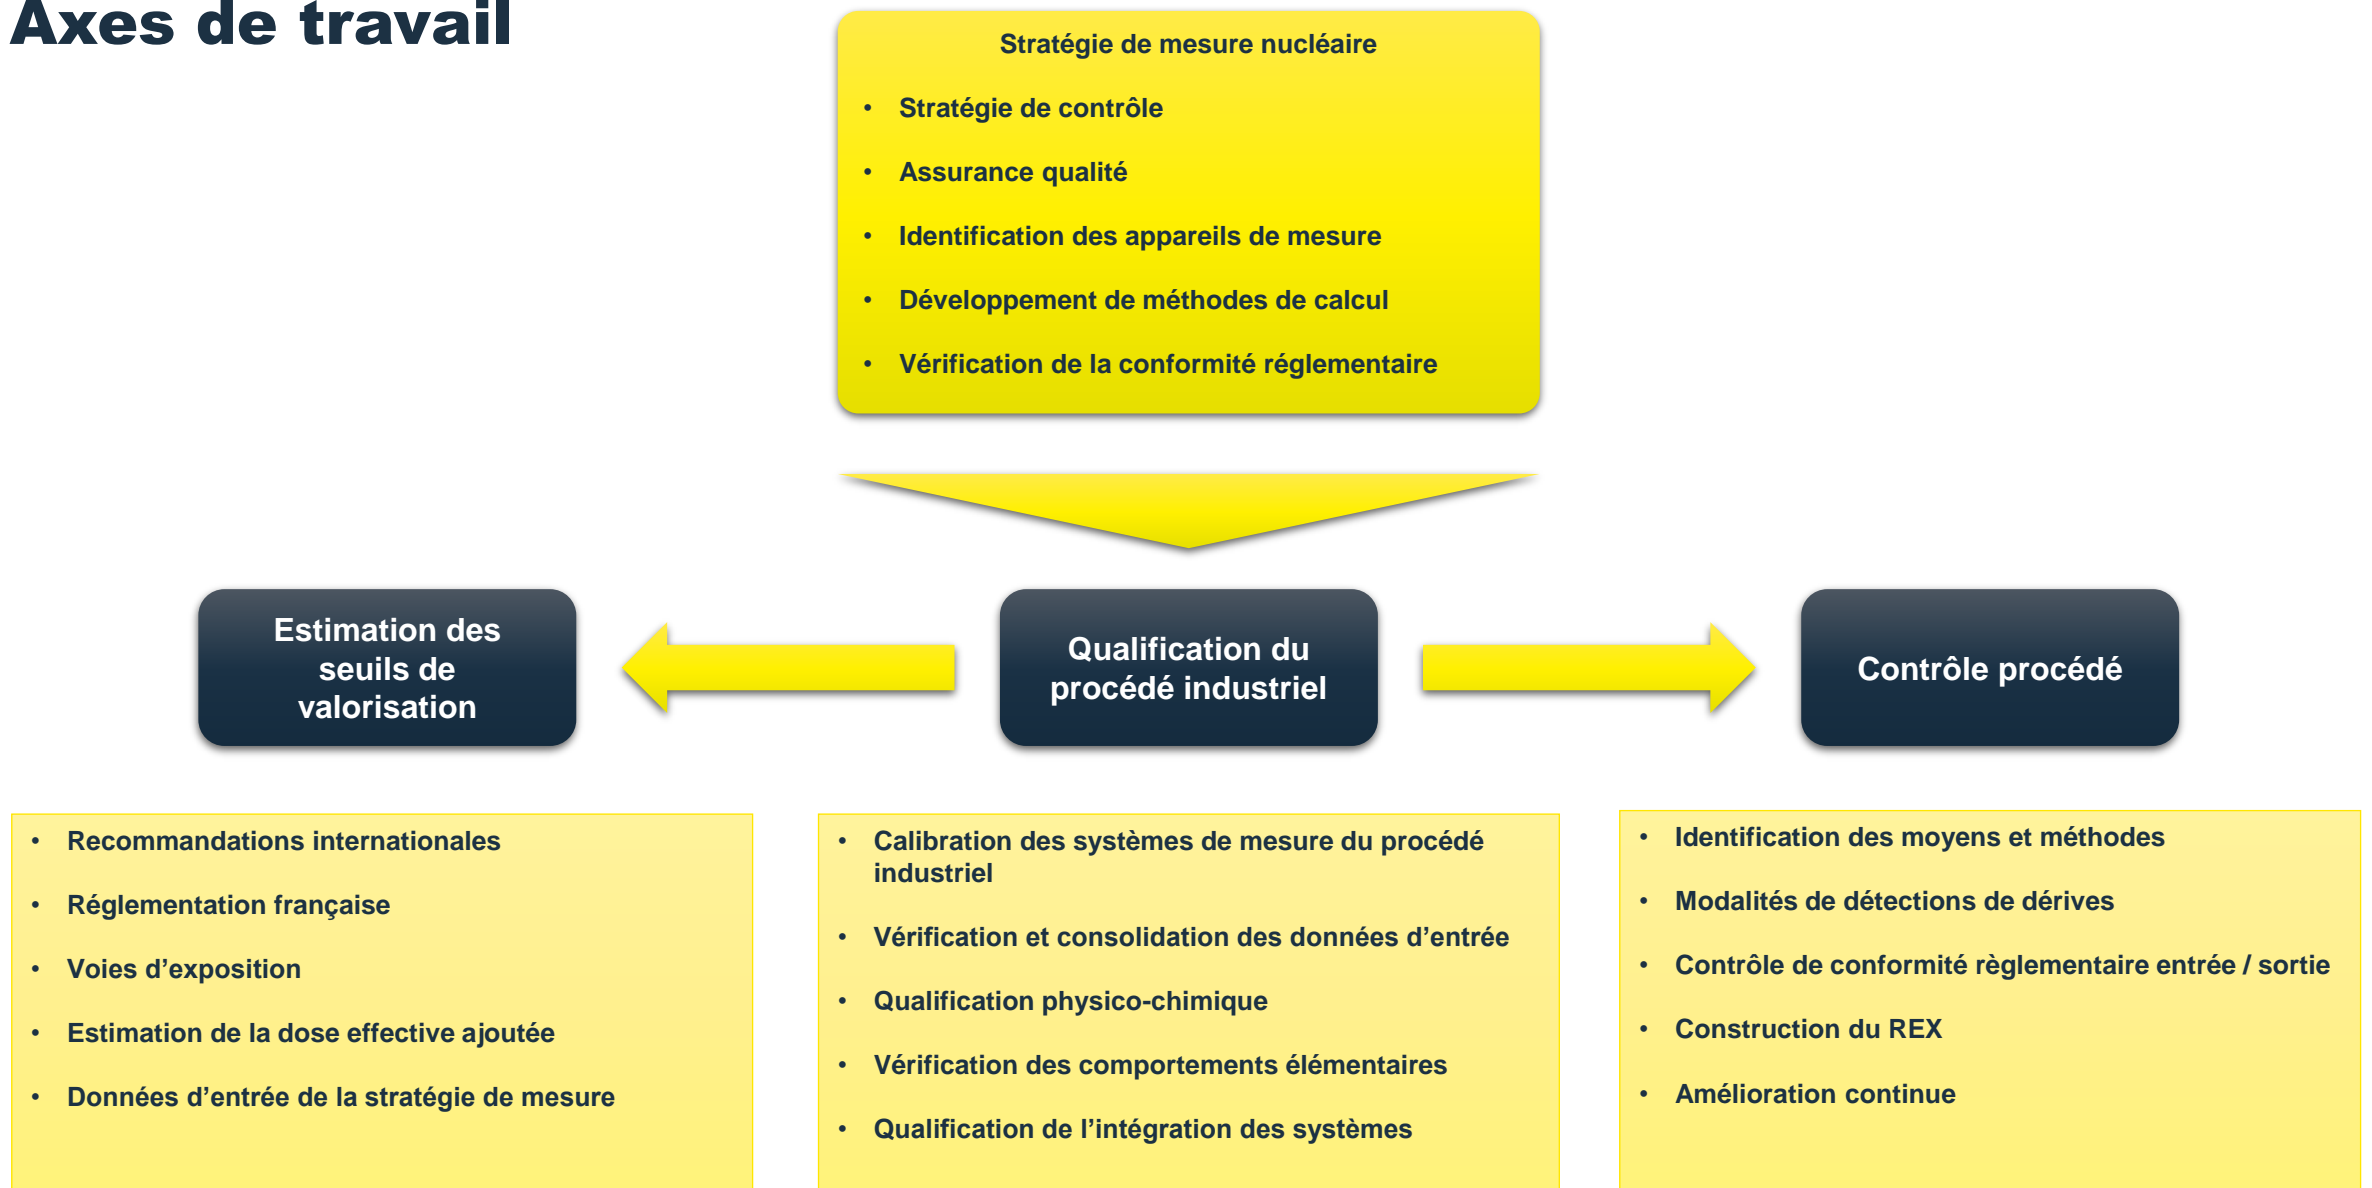 Axes de travail
Stratégie de mesure nucléaire
• Stratégie de contrôle
• Assurance qualité
• Identification des appareils de mesure
• Développement de méthodes de calcul
• Vérification de la conformité réglementaire
Estimation des
seuils de
valorisation
Qualification du
procédé industriel
Contrôle procédé
• Recommandations internationales
• Réglementation française
• Voies d’exposition
• Estimation de la dose effective ajoutée
• Données d’entrée de la stratégie de mesure
• Calibration des systèmes de mesure du procédé
industriel
• Vérification et consolidation des données d’entrée
• Qualification physico-chimique
• Vérification des comportements élémentaires
• Qualification de l’intégration des systèmes
• Identification des moyens et méthodes
• Modalités de détections de dérives
• Contrôle de conformité règlementaire entrée / sortie
• Construction du REX
• Amélioration continue